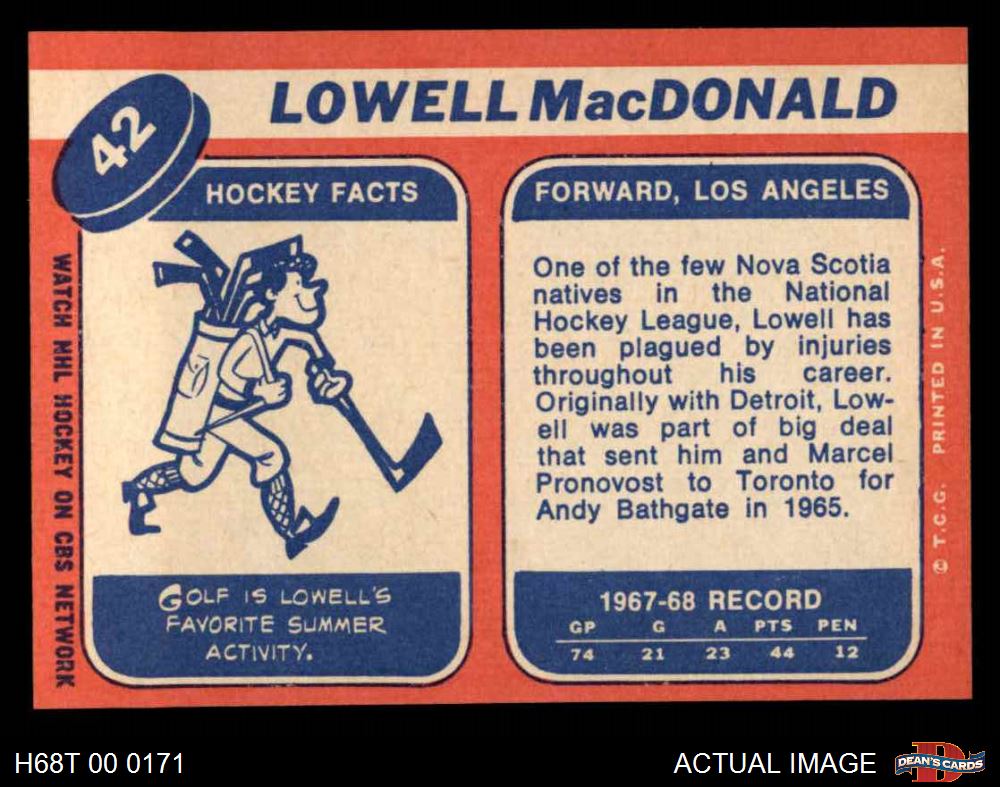 LOWELL MacDONALD
42
HOCKEY FACTS
GOLF IS LOWELL'S
FAVORITE SUMMER
ACTIVITY.
FORWARD, LOS ANGELES
One of the few Nova Scotia
natives in the National
Hockey League, Lowell has
been plagued by injuries
throughout his career.
Originally with Detroit, Low-
ell was part of big deal
that sent him and Marcel
Pronovost to Toronto for
Andy Bathgate in 1965.
1967-68 RECORD
GP G A PTS PEN
74 21 23 44 12
WATCH NHL HOCKEY ON CBS NETWORK
© T.C.G. PRINTED IN U.S.A.
H68T 00 0171
ACTUAL IMAGE
D
DEAN'S CARDS